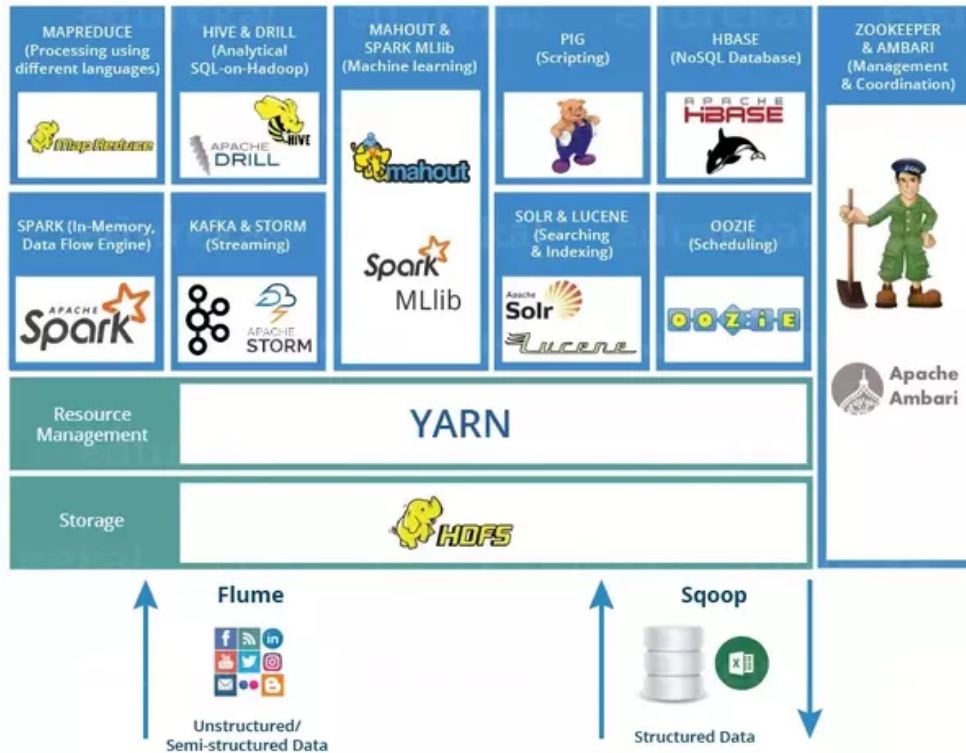 MAPREDUCE
(Processing using
different languages)
Map Reduce
HIVE & DRILL
(Analytical
SQL-on-Hadoop)
HIVE
APACHE
DRILL
MAHOUT &
SPARK MLlib
(Machine learning)
mahout
Spark
MLlib
PIG
(Scripting)
HBASE
(NoSQL Database)
APACHE
HBASE
ZOOKEEPER
& AMBARI
(Management
& Coordination)
Apache
Ambari
SPARK (In-Memory,
Data Flow Engine)
APACHE
Spark
KAFKA & STORM
(Streaming)
APACHE
STORM
SOLR & LUCENE
(Searching
& Indexing)
Apache
Solr
Lucene
OOZIE
(Scheduling)
OOZiE
Resource
Management
YARN
Storage
HDFS
Flume
Unstructured/
Semi-structured Data
Sqoop
Structured Data